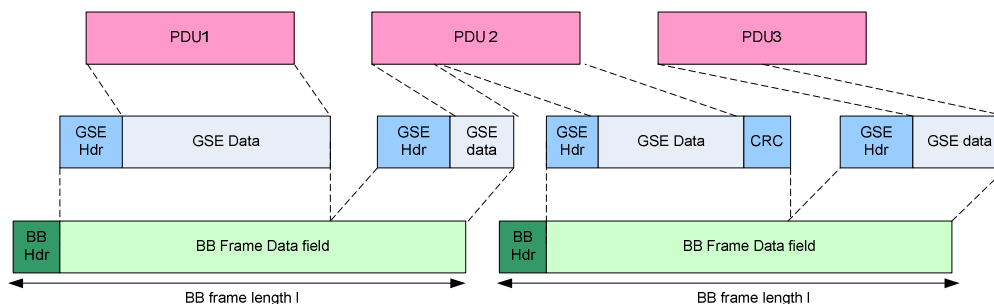 PDU1
PDU 2
PDU3
GSE
Hdr
GSE Data
GSE
Hdr
GSE
data
GSE
Hdr
GSE Data
CRC
GSE
Hdr
GSE data
BB
Hdr
BB Frame Data field
BB
Hdr
BB Frame Data field
BB frame length l
BB frame length l